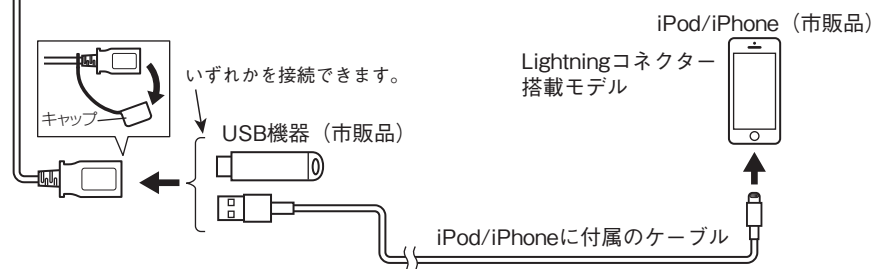 iPod/iPhone（市販品）
Lightningコネクター
搭載モデル
いずれかを接続できます。
キャップ
USB機器（市販品）
iPod/iPhoneに付属のケーブル